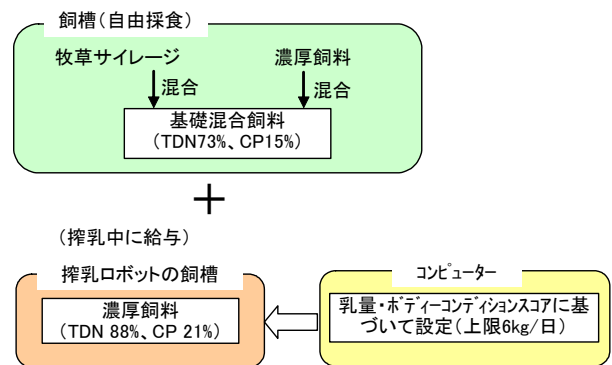 飼槽(自由採食)
牧草サイレージ 濃厚飼料
混合 混合
基礎混合飼料
(TDN73%、CP15%)
+
(搾乳中に給与)
搾乳ロボットの飼槽
濃厚飼料
(TDN 88%、CP 21%)
コンピューター
乳量・ボディーコンディションスコアに基
づいて設定(上限6kg/日)